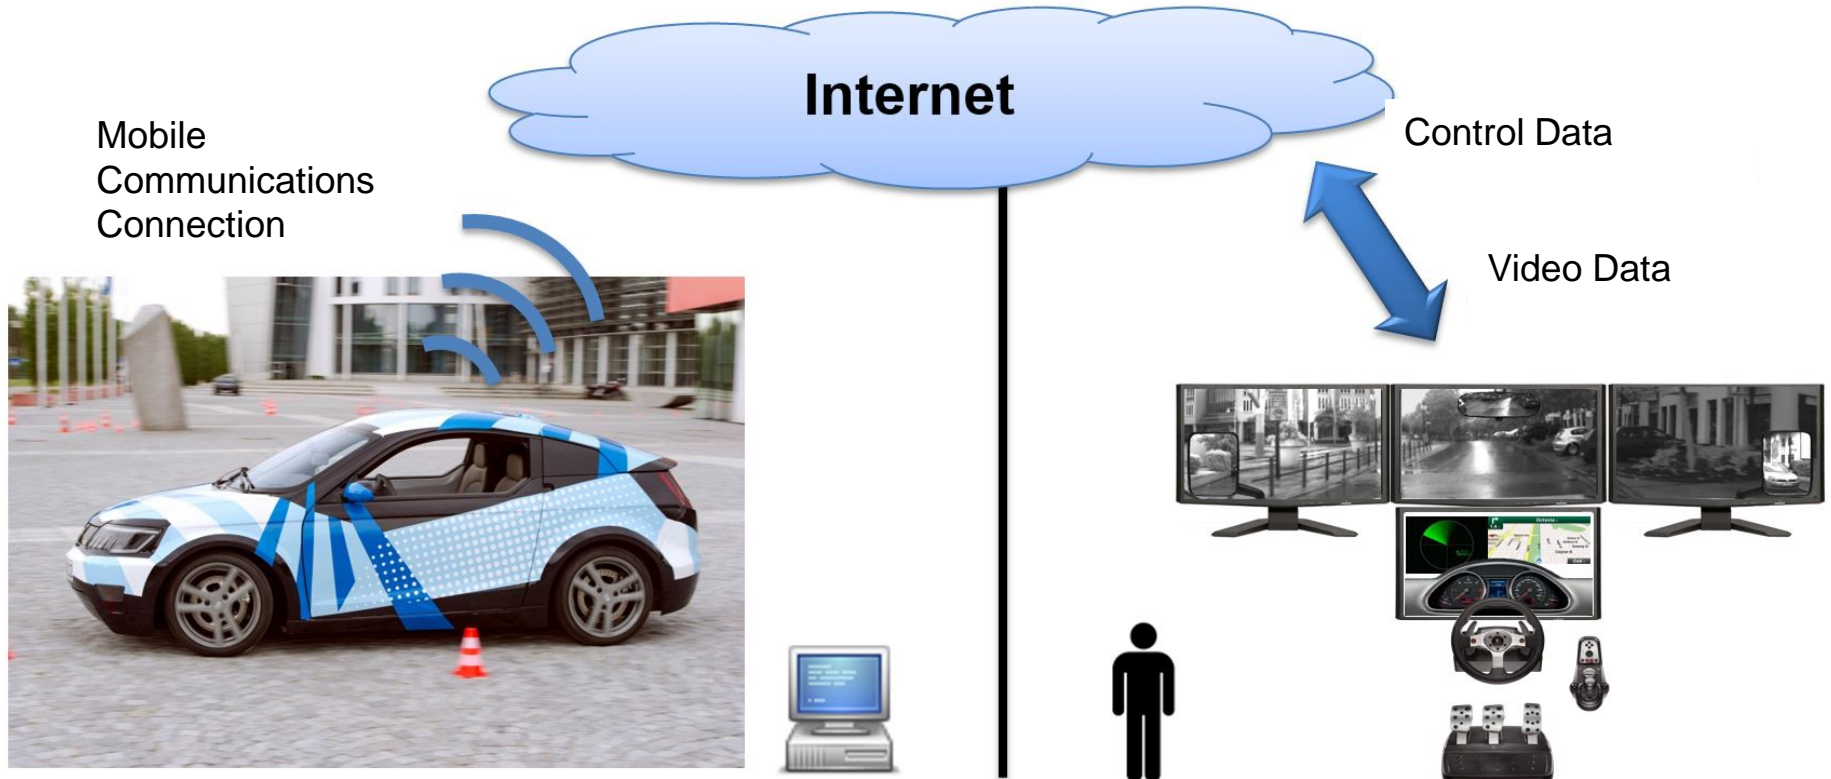 Internet
Mobile
Communications
Connection
Control Data
Video Data